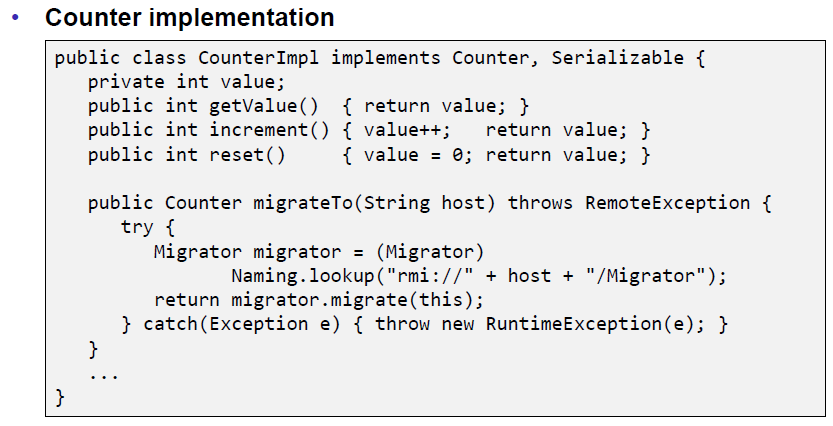 • Counter implementation
public class CounterImpl implements Counter, Serializable {
   private int value;
   public int getValue()  { return value; }
   public int increment() { value++;   return value; }
   public int reset()     { value = 0; return value; }

   public Counter migrateTo(String host) throws RemoteException {
      try {
         Migrator migrator = (Migrator)
                Naming.lookup("rmi://" + host + "/Migrator");
         return migrator.migrate(this);
      } catch(Exception e) { throw new RuntimeException(e); }
   }
   ...
}